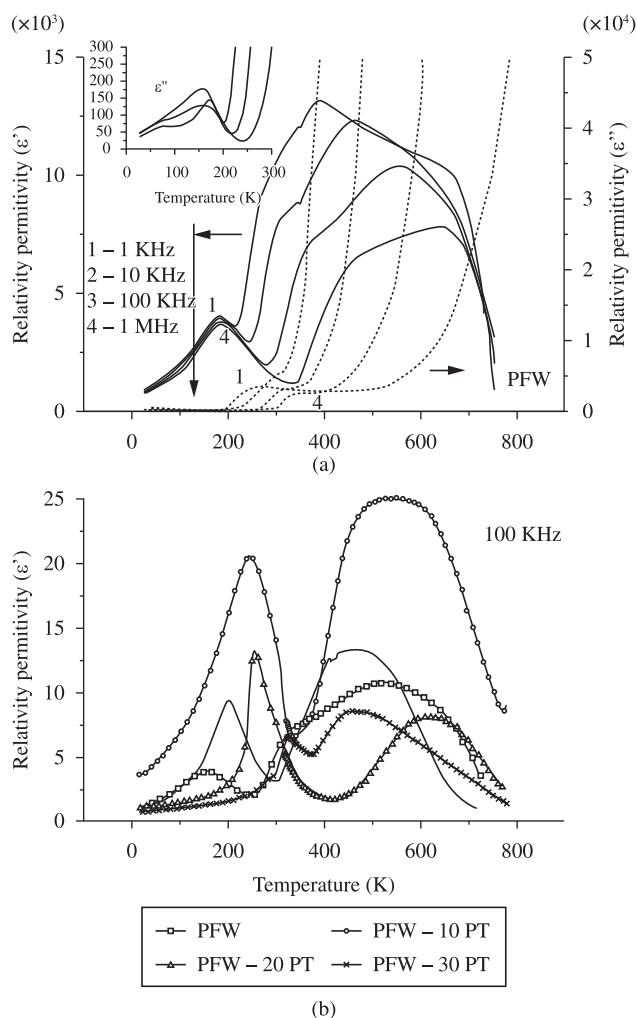 (×10³) (×10⁴)
Relativity permitivity (ε')
15
10
5
0
300
250
200
150
100
50
0
ε"
0 100 200 300
Temperature (K)
1 – 1 KHz
2 – 10 KHz
3 – 100 KHz
4 – 1 MHz
1
4
1
4
PFW
5
4
3
2
1
0
Relativity permitivity (ε")
0 200 400 600 800
(a)
25
20
15
10
5
0
Relativity permitivity (ε')
100 KHz
0 200 400 600 800
Temperature (K)
PFW PFW – 10 PT
PFW – 20 PT PFW – 30 PT
(b)